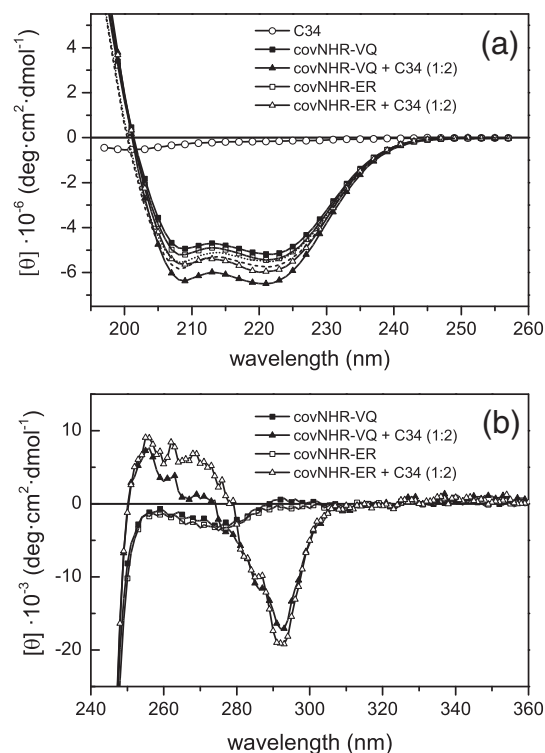 (a)
C34
covNHR-VQ
covNHR-VQ + C34 (1:2)
covNHR-ER
covNHR-ER + C34 (1:2)
4
2
0
-2
-4
-6
[θ] ·10⁻⁶ (deg·cm²·dmol⁻¹)
200 210 220 230 240 250 260
wavelength (nm)
(b)
covNHR-VQ
covNHR-VQ + C34 (1:2)
covNHR-ER
covNHR-ER + C34 (1:2)
10
0
-10
-20
[θ] ·10⁻³ (deg·cm²·dmol⁻¹)
240 260 280 300 320 340 360
wavelength (nm)